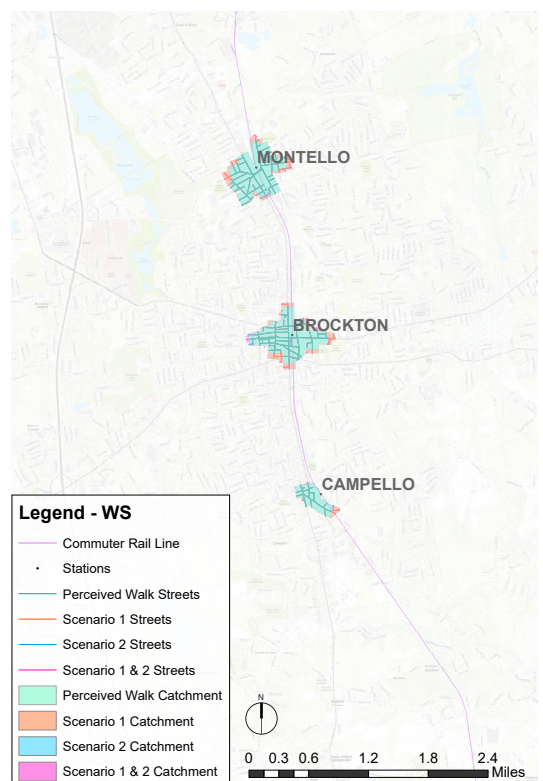 MONTELLO
BROCKTON
CAMPELLO
Legend - WS
Commuter Rail Line
Stations
Perceived Walk Streets
Scenario 1 Streets
Scenario 2 Streets
Scenario 1 & 2 Streets
Perceived Walk Catchment
Scenario 1 Catchment
Scenario 2 Catchment
Scenario 1 & 2 Catchment
N
0 0.3 0.6 1.2 1.8 2.4
Miles